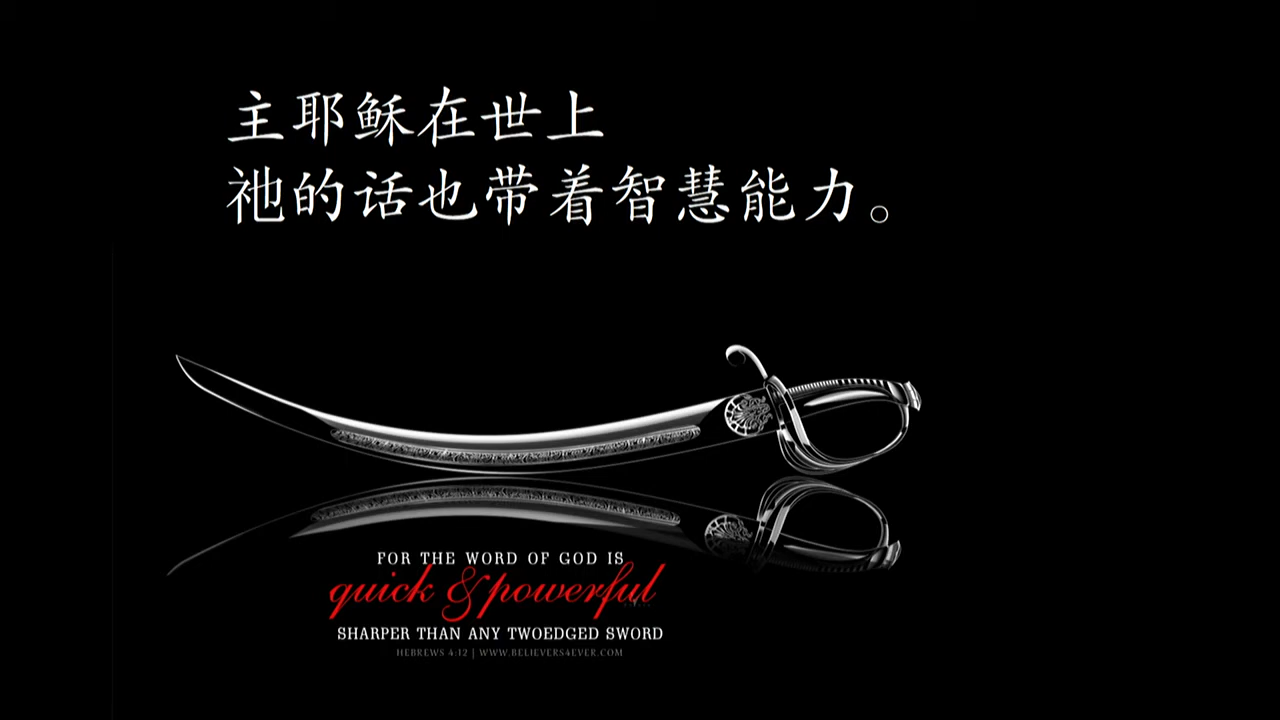 主耶稣在世上
祂的话也带着智慧能力。
FOR THE WORD OF GOD IS
quick & powerful
SHARPER THAN ANY TWOEDGED SWORD
HEBREWS 4:12 | WWW.BELIEVERS4EVER.COM